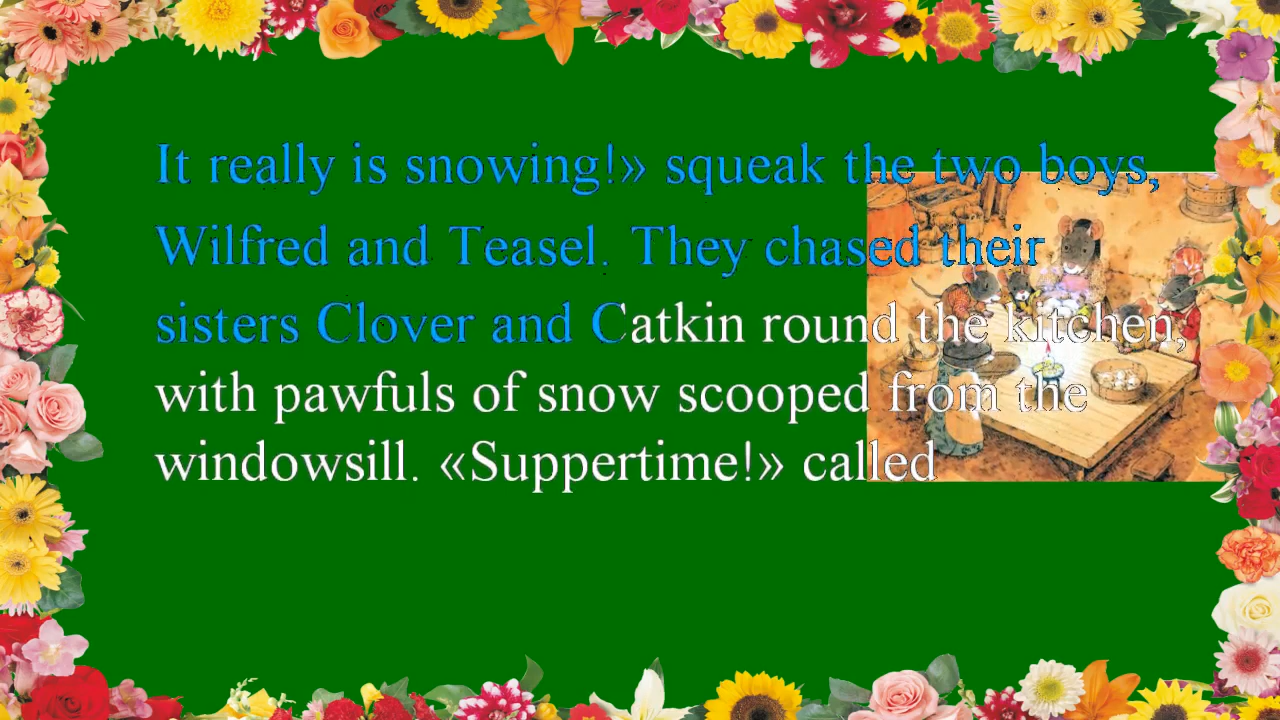 It really is snowing!» squeak the two boys,
Wilfred and Teasel. They chased their
sisters Clover and Catkin round the kitchen,
with pawfuls of snow scooped from the
windowsill. «Suppertime!» called